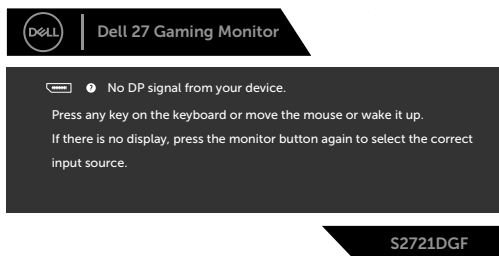 DELL
Dell 27 Gaming Monitor
? No DP signal from your device.
Press any key on the keyboard or move the mouse or wake it up.
If there is no display, press the monitor button again to select the correct
input source.
S2721DGF